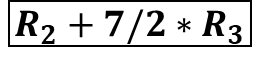 R₂ + 7/2 * R₃